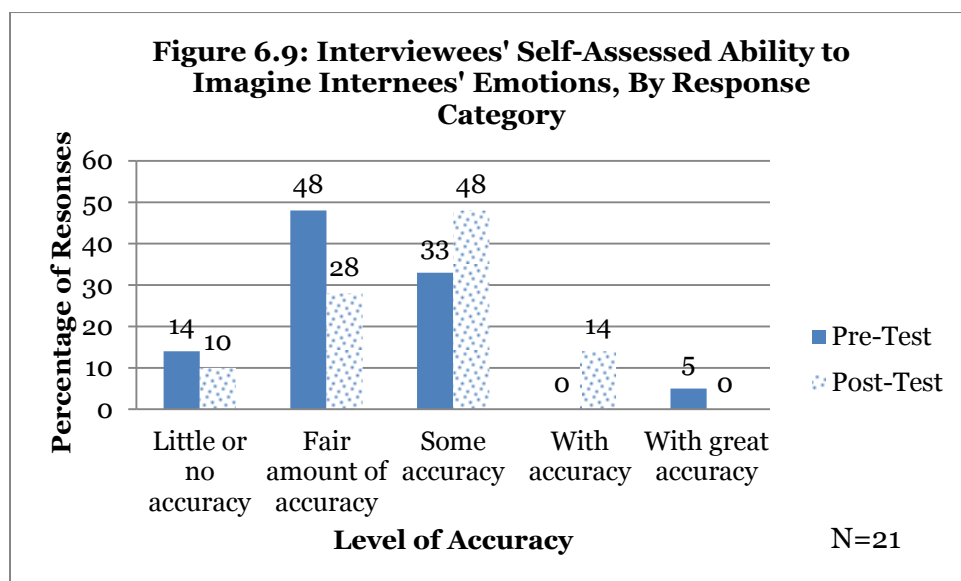 Figure 6.9: Interviewees' Self-Assessed Ability to
Imagine Internees' Emotions, By Response
Category
Percentage of Resonses
60
50
40
30
20
10
0
14
10
48
28
33
48
0
14
5
0
Little or
no
accuracy
Fair
amount of
accuracy
Some
accuracy
With
accuracy
With great
accuracy
Level of Accuracy
Pre-Test
Post-Test
N=21